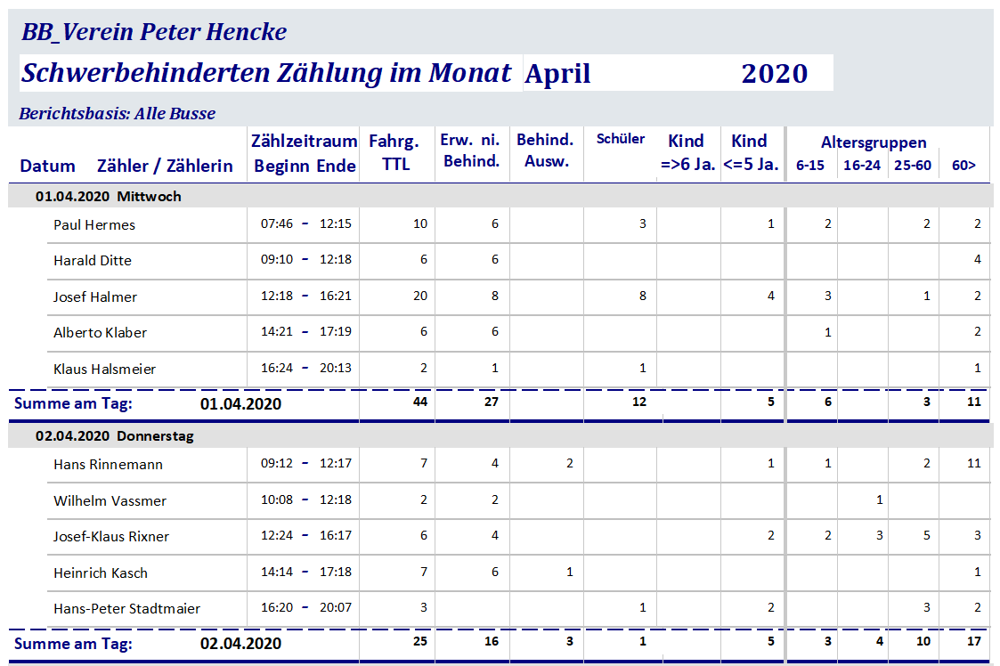 BB_Verein Peter Hencke
Schwerbehinderten Zählung im Monat April 2020
Berichtsbasis: Alle Busse
Datum Zähler / Zählerin Zählzeitraum Beginn Ende Fahrg. TTL Erw. ni. Behind. Behind. Ausw. Schüler Kind =>6 Ja. Kind <=5 Ja. Altersgruppen 6-15 16-24 25-60 60>
01.04.2020 Mittwoch
Paul Hermes 07:46 - 12:15 10 6 3 1 2 2 2
Harald Ditte 09:10 - 12:18 6 6 4
Josef Halmer 12:18 - 16:21 20 8 8 4 3 1 2
Alberto Klaber 14:21 - 17:19 6 6 1 2
Klaus Halsmeier 16:24 - 20:13 2 1 1 1
Summe am Tag: 01.04.2020 44 27 12 5 6 3 11
02.04.2020 Donnerstag
Hans Rinnemann 09:12 - 12:17 7 4 2 1 1 2 11
Wilhelm Vassmer 10:08 - 12:18 2 2 1
Josef-Klaus Rixner 12:24 - 16:17 6 4 2 2 3 5 3
Heinrich Kasch 14:14 - 17:18 7 6 1 1
Hans-Peter Stadtmaier 16:20 - 20:07 3 1 2 3 2
Summe am Tag: 02.04.2020 25 16 3 1 5 3 4 10 17